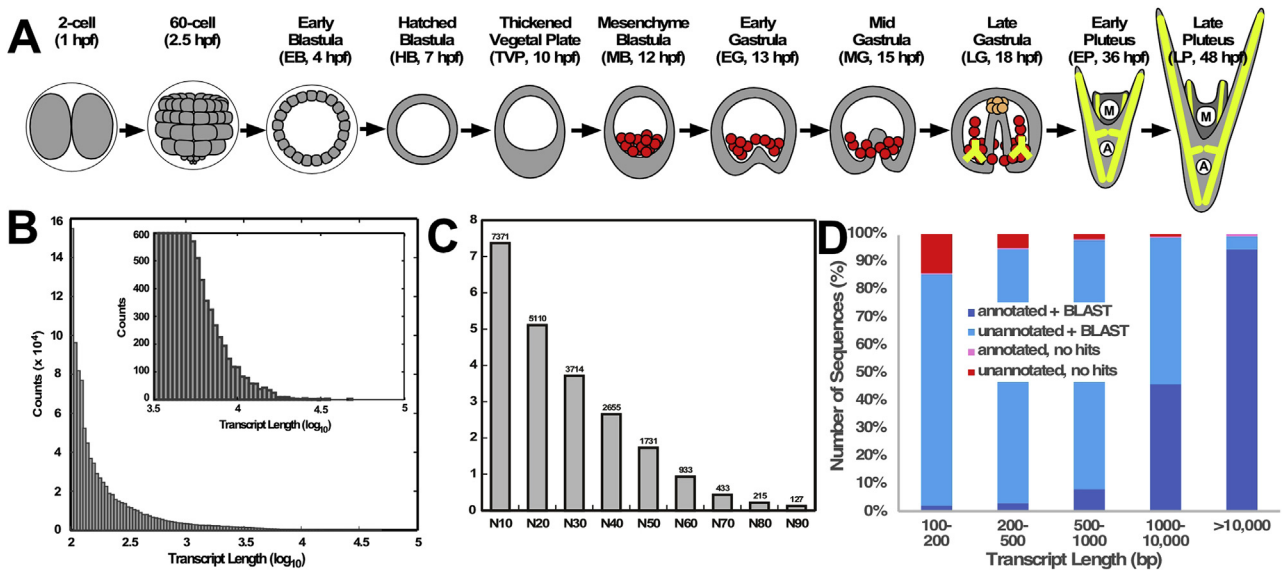 A
2-cell
(1 hpf)
60-cell
(2.5 hpf)
Early
Blastula
(EB, 4 hpf)
Hatched
Blastula
(HB, 7 hpf)
Thickened
Vegetal Plate
(TVP, 10 hpf)
Mesenchyme
Blastula
(MB, 12 hpf)
Early
Gastrula
(EG, 13 hpf)
Mid
Gastrula
(MG, 15 hpf)
Late
Gastrula
(LG, 18 hpf)
Early
Pluteus
(EP, 36 hpf)
Late
Pluteus
(LP, 48 hpf)
M
A
M
A
B
Counts (x 10⁴)
16
14
12
10
8
6
4
2
0
2
2.5
3
3.5
4
4.5
5
Transcript Length (log₁₀)
Counts
600
500
400
300
200
100
0
3.5
4
4.5
5
Transcript Length (log₁₀)
C
8
7
6
5
4
3
2
1
0
7371
5110
3714
2655
1731
933
433
215
127
N10
N20
N30
N40
N50
N60
N70
N80
N90
D
Number of Sequences (%)
100%
90%
80%
70%
60%
50%
40%
30%
20%
10%
0%
annotated + BLAST
unannotated + BLAST
annotated, no hits
unannotated, no hits
100-
200
200-
500
500-
1000
1000-
10,000
>10,000
Transcript Length (bp)